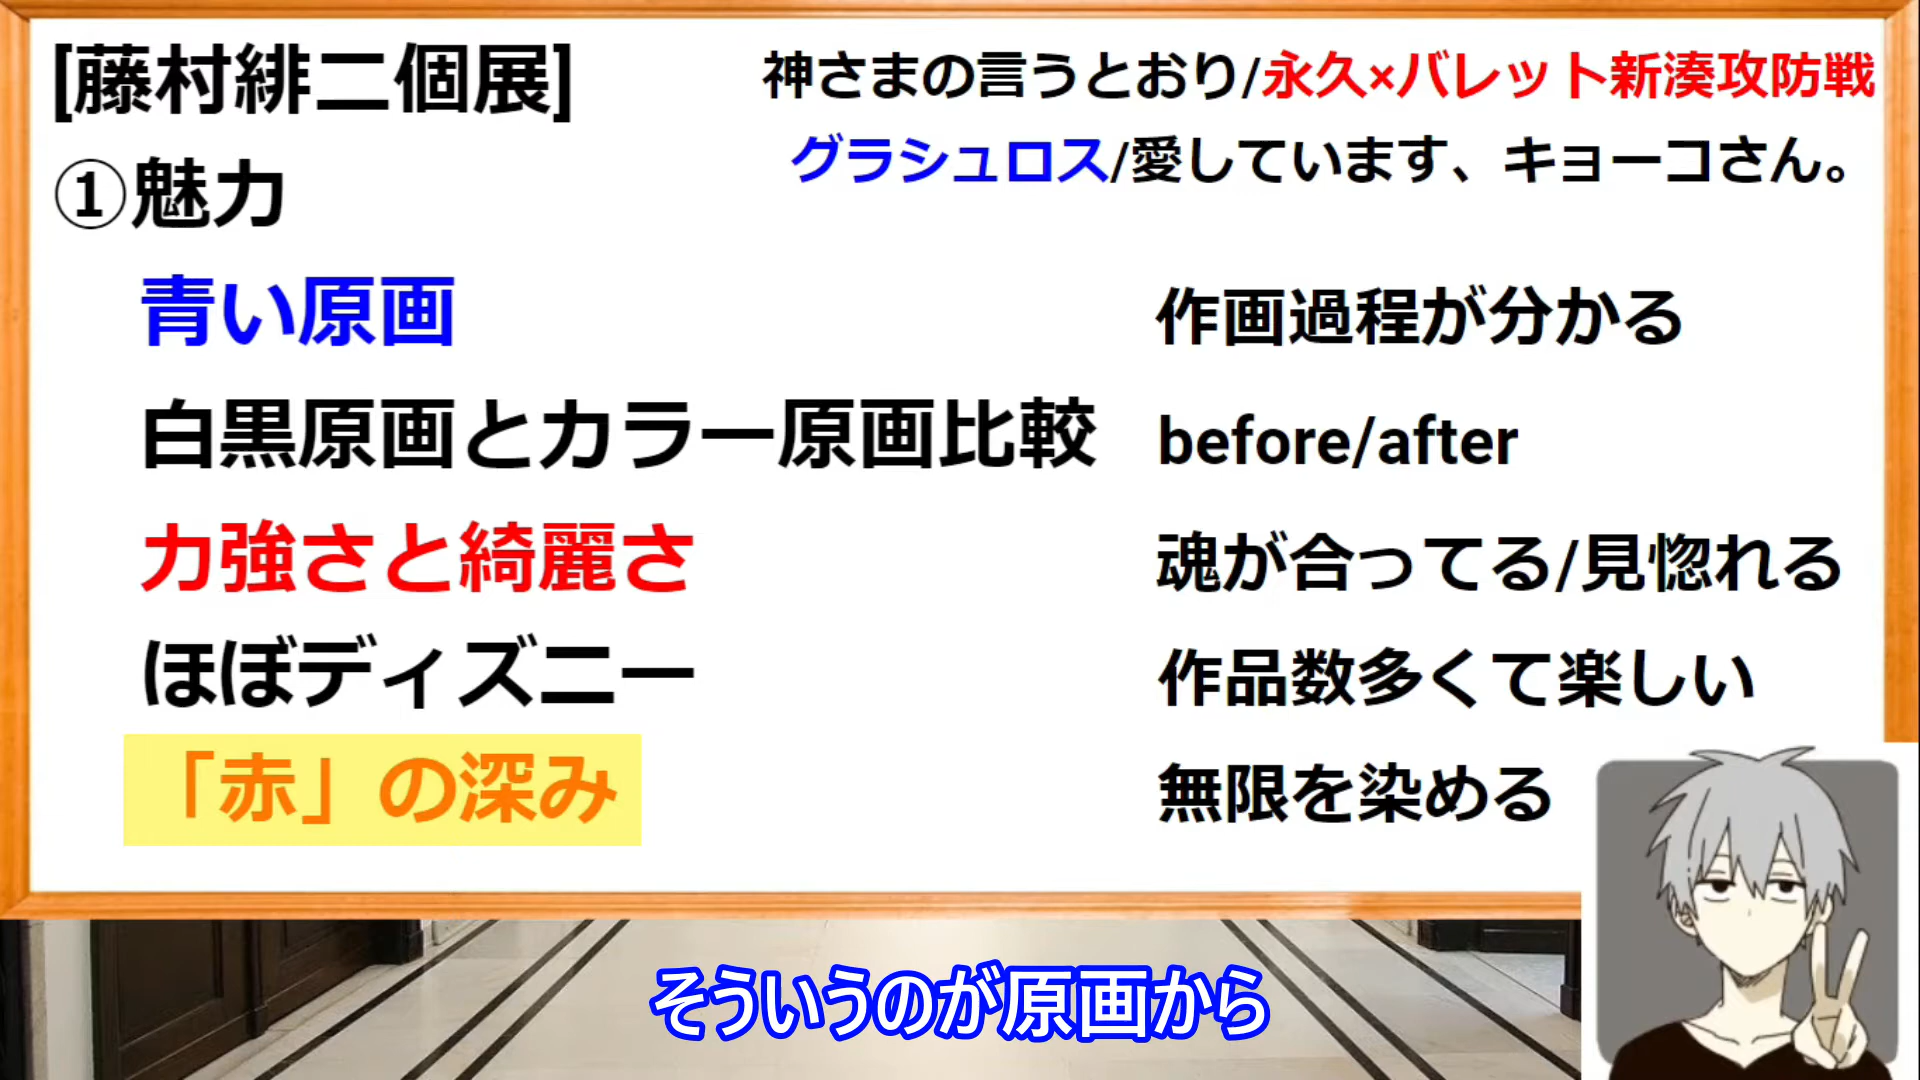 [藤村緋二個展]
神さまの言うとおり/永久×バレット新湊攻防戦
グラシュロス/愛しています、キョーコさん。
①魅力
青い原画 作画過程が分かる
白黒原画とカラー原画比較 before/after
力強さと綺麗さ 魂が合ってる/見惚れる
ほぼディズニー 作品数多くて楽しい
「赤」の深み 無限を染める
そういうのが原画から